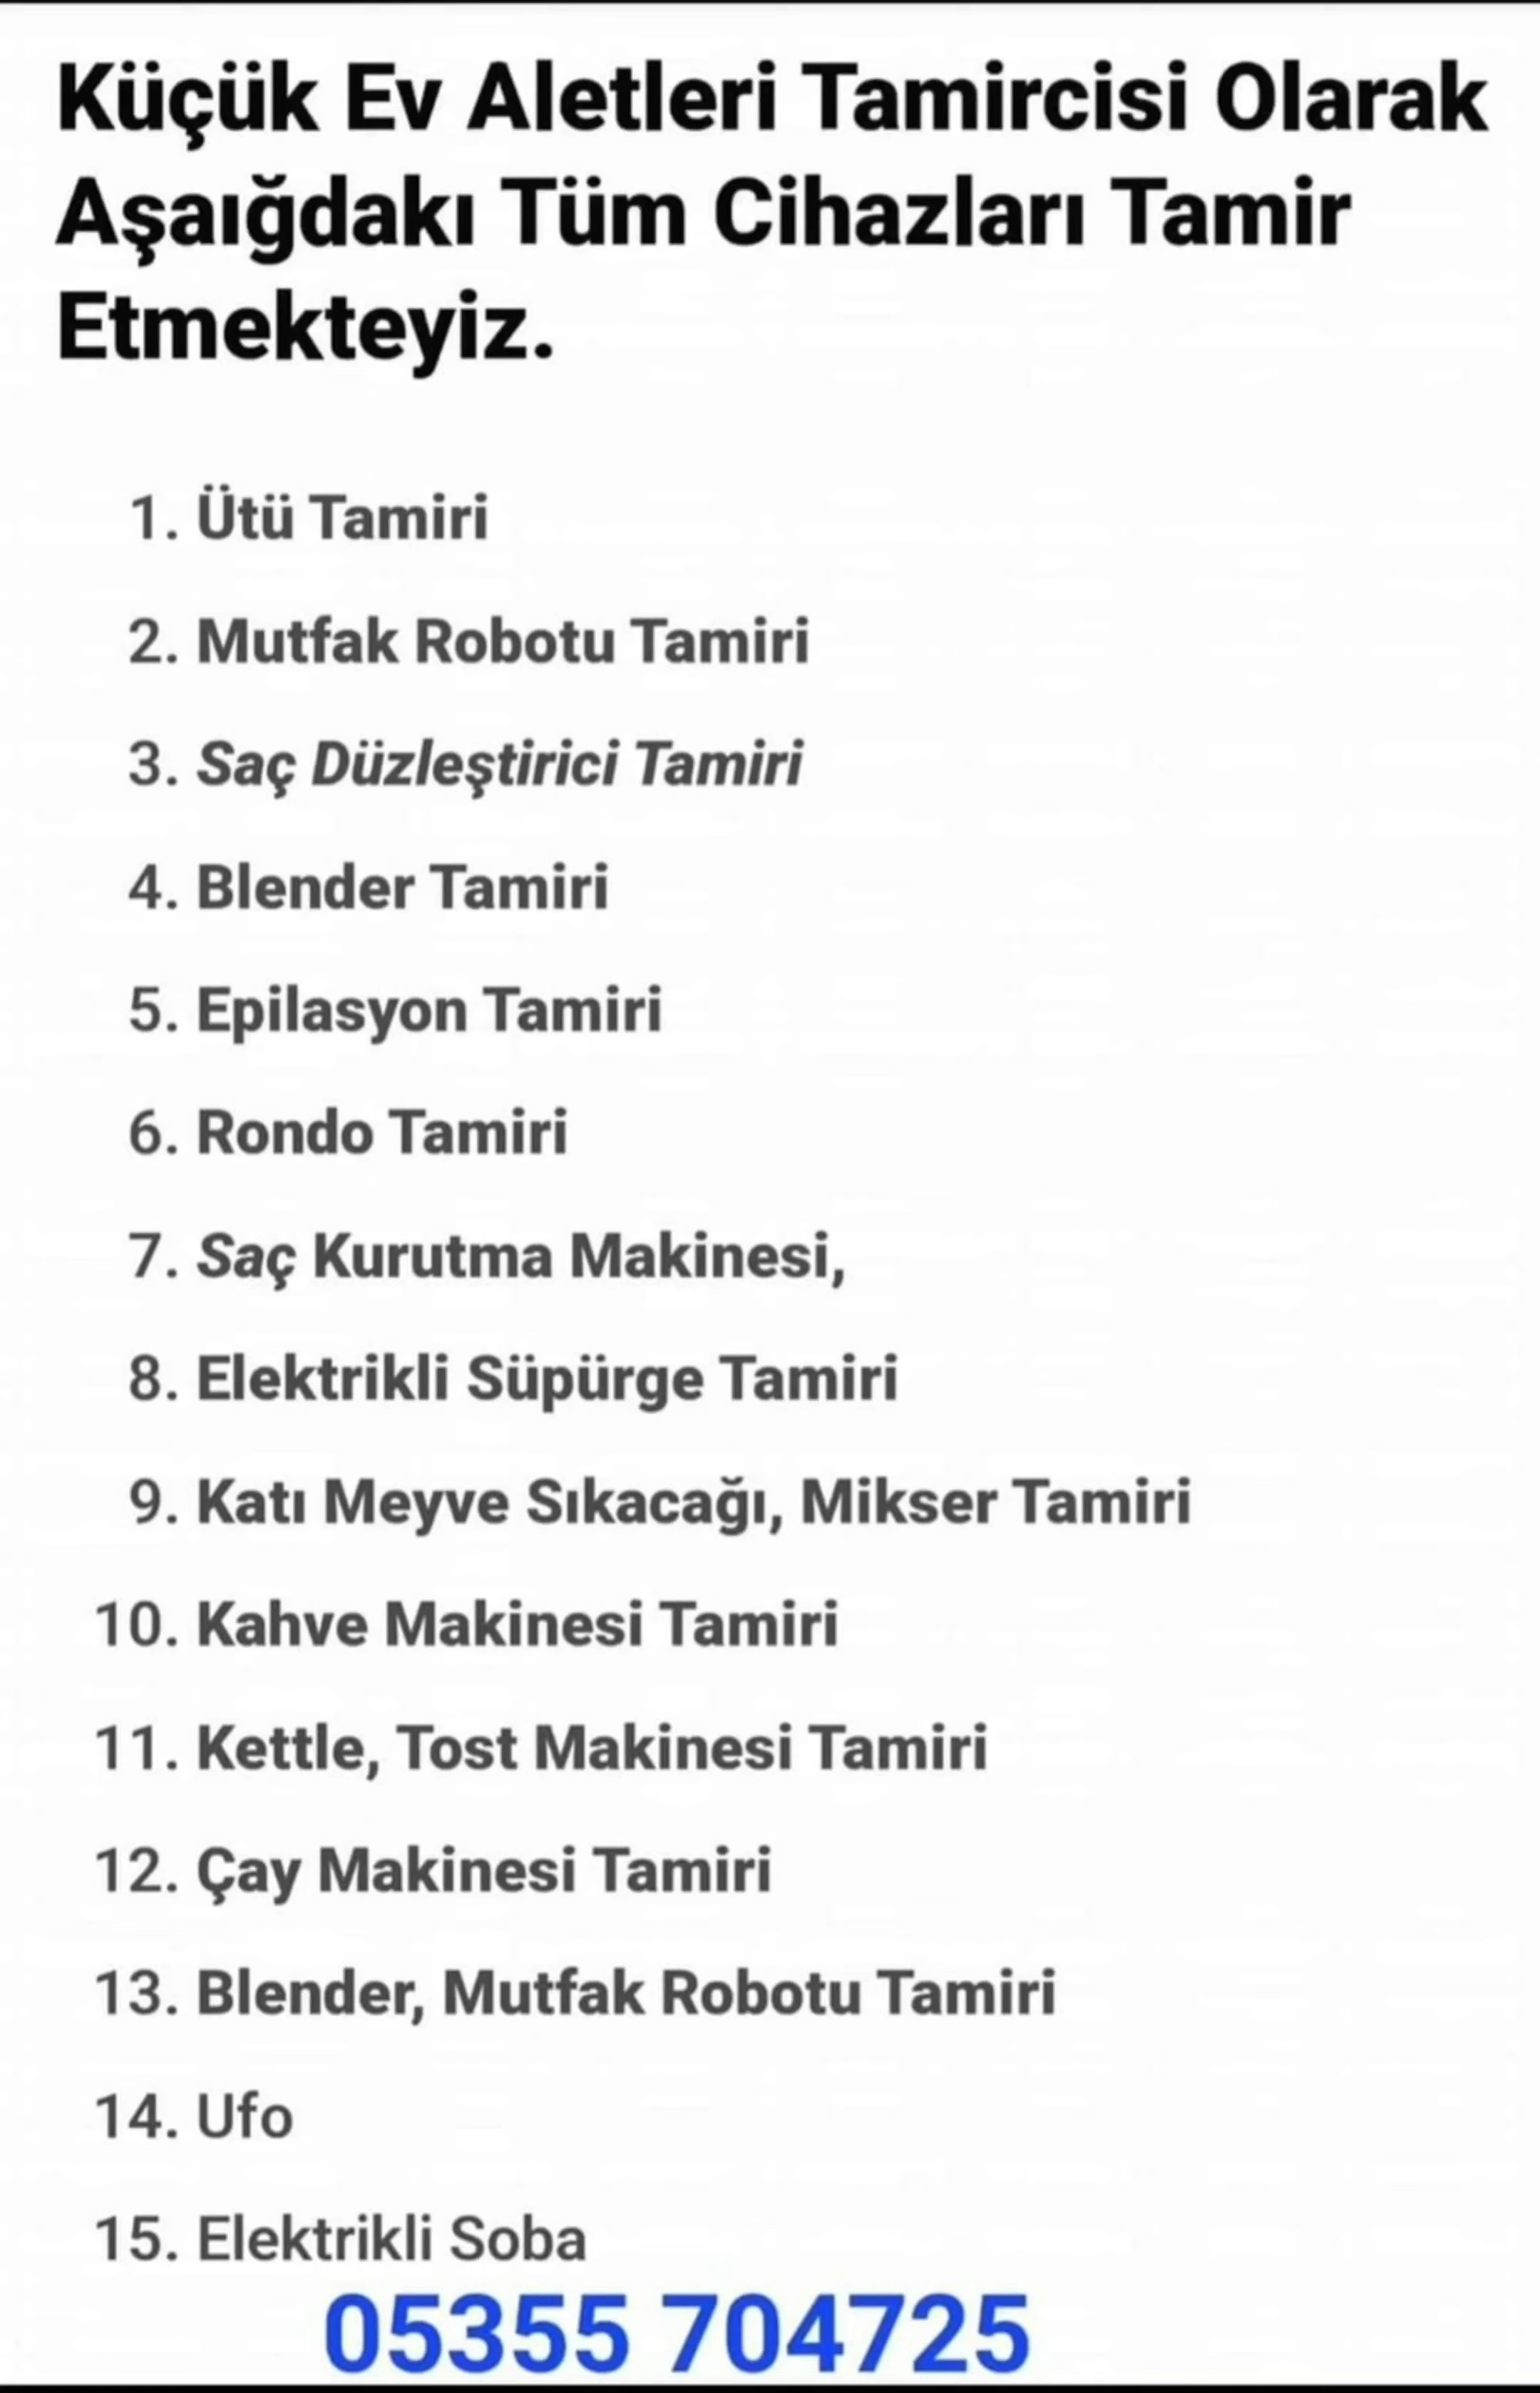 Küçük Ev Aletleri Tamircisi Olarak
Aşaığdakı Tüm Cihazları Tamir
Etmekteyiz.
1. Ütü Tamiri
2. Mutfak Robotu Tamiri
3. Saç Düzleştirici Tamiri
4. Blender Tamiri
5. Epilasyon Tamiri
6. Rondo Tamiri
7. Saç Kurutma Makinesi,
8. Elektrikli Süpürge Tamiri
9. Katı Meyve Sıkacağı, Mikser Tamiri
10. Kahve Makinesi Tamiri
11. Kettle, Tost Makinesi Tamiri
12. Çay Makinesi Tamiri
13. Blender, Mutfak Robotu Tamiri
14. Ufo
15. Elektrikli Soba
05355 704725